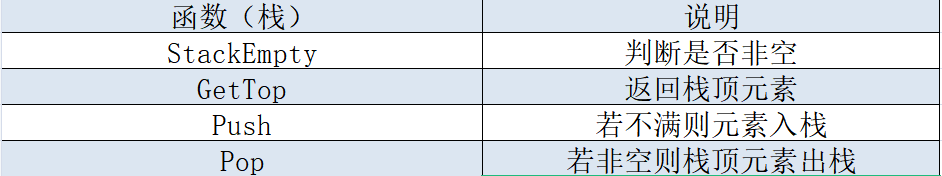 函数（栈） 说明
StackEmpty 判断是否非空
GetTop 返回栈顶元素
Push 若不满则元素入栈
Pop 若非空则栈顶元素出栈